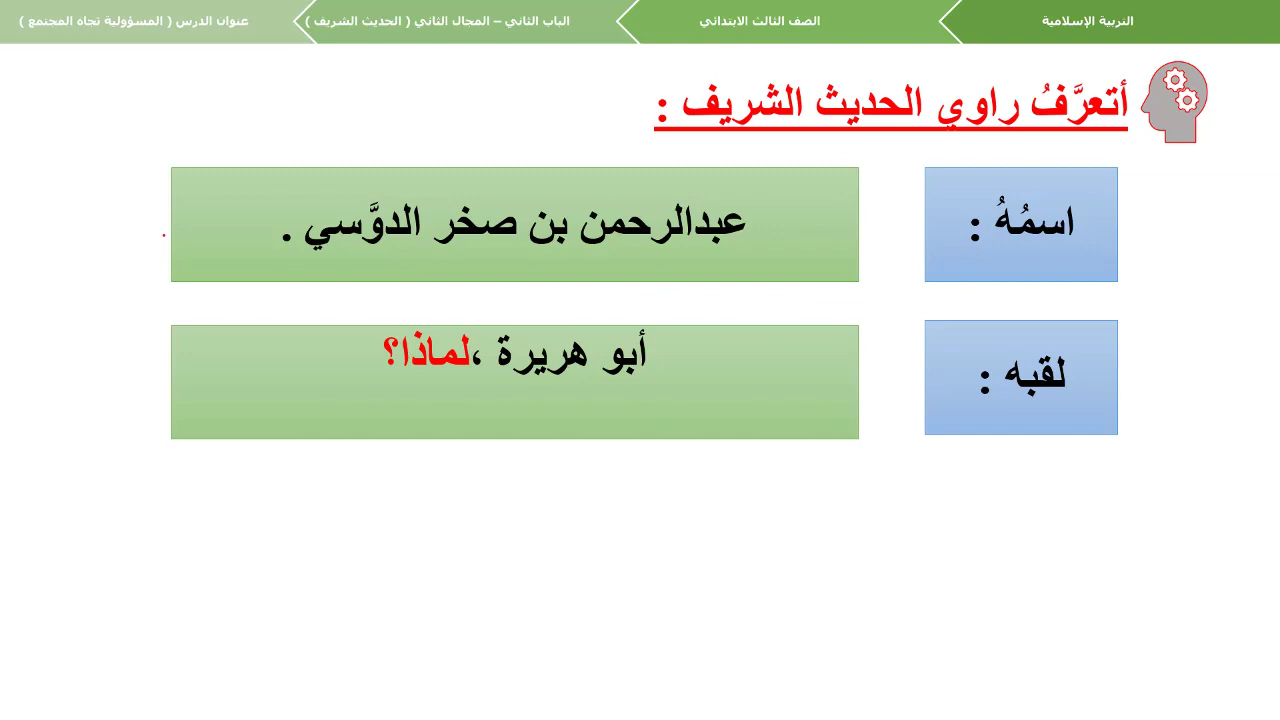 التربية الإسلامية
الصف الثالث الابتدائي
الباب الثاني – المجال الثاني ( الحديث الشريف )
عنوان الدرس ( المسؤولية تجاه المجتمع )
أتعرَّفُ راوي الحديث الشريف :
اسمُهُ :
عبدالرحمن بن صخر الدوَّسي .
.
لقبه :
أبو هريرة ،لماذا؟